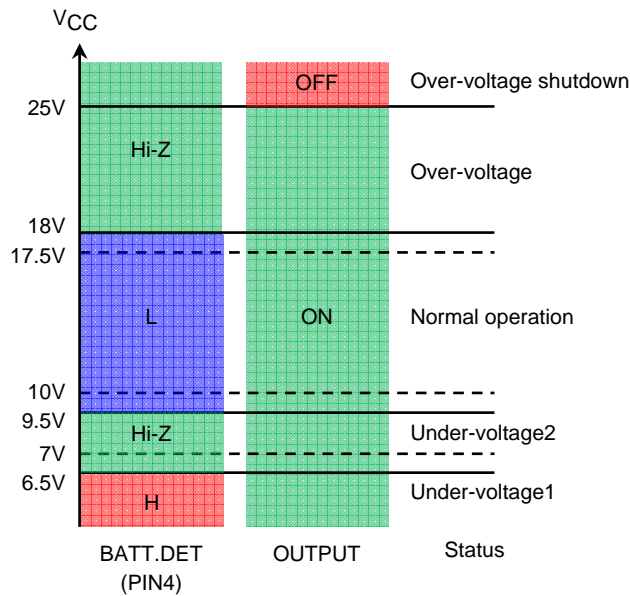 VCC
OFF
Over-voltage shutdown
25V
Hi-Z
Over-voltage
18V
17.5V
L
ON
Normal operation
10V
9.5V
Hi-Z
Under-voltage2
7V
6.5V
H
Under-voltage1
BATT.DET
(PIN4)
OUTPUT
Status